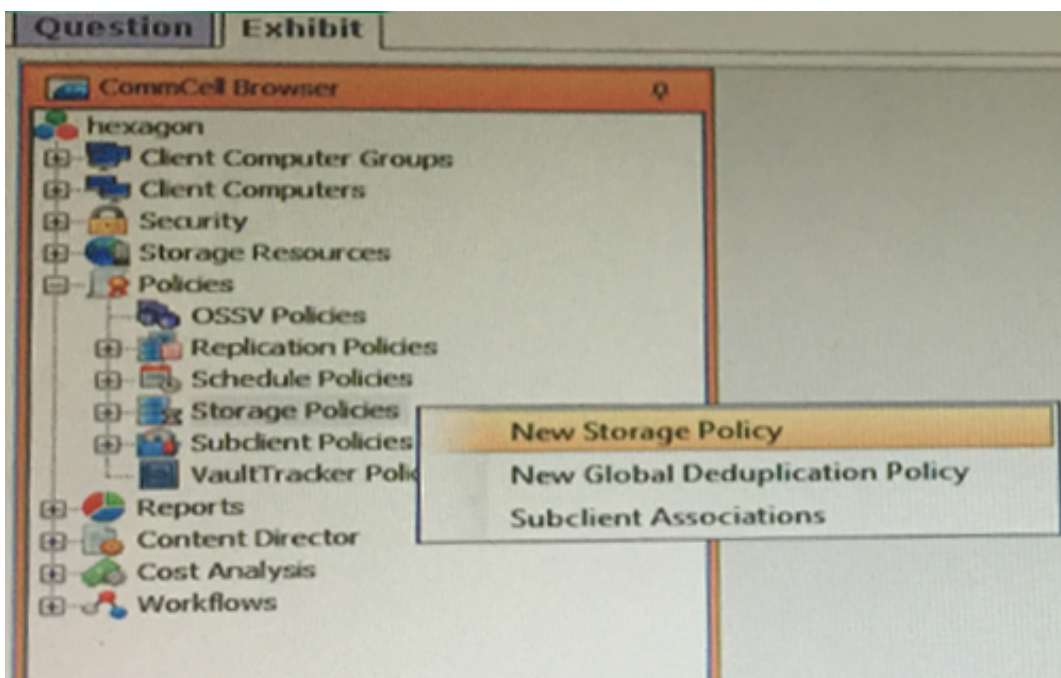 Question Exhibit
CommCell Browser
hexagon
Client Computer Groups
Client Computers
Security
Storage Resources
Policies
OSSV Policies
Replication Policies
Schedule Policies
Storage Policies
Subclient Policies
VaultTracker Polic
Reports
Content Director
Cost Analysis
Workflows
New Storage Policy
New Global Deduplication Policy
Subclient Associations